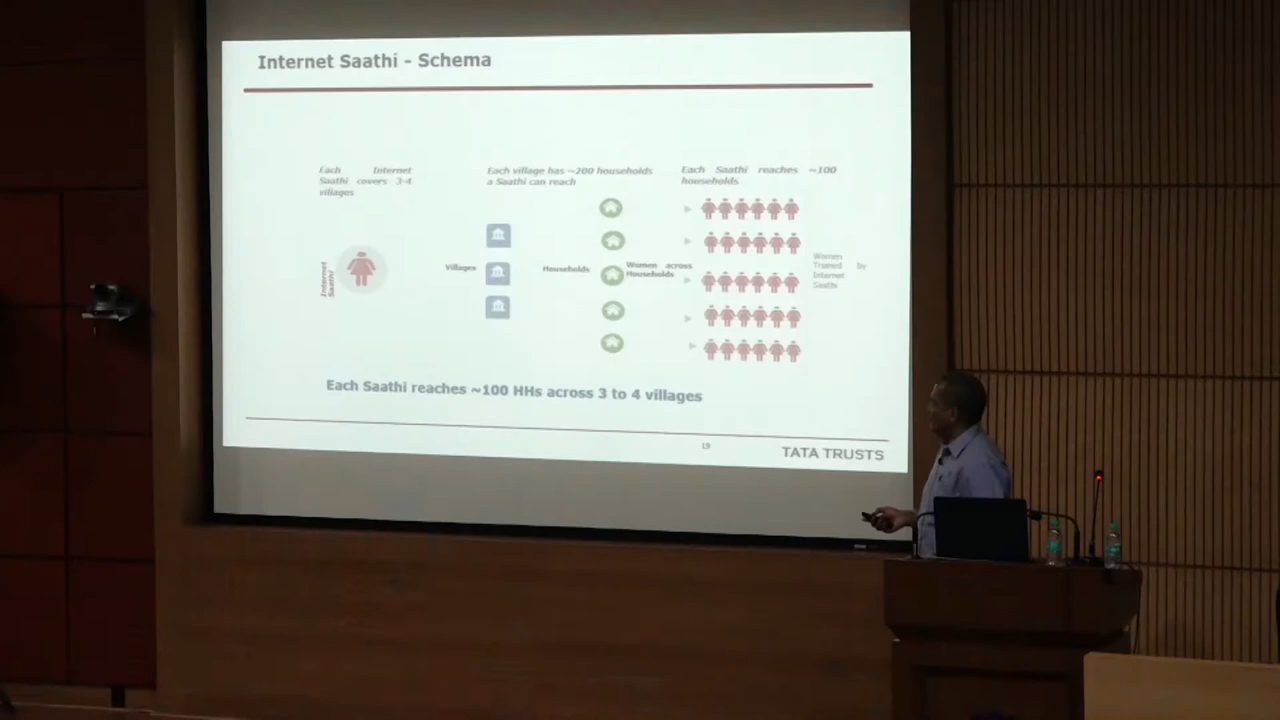 Internet Saathi - Schema
Each Internet
Saathi covers 3-4
villages
Each village has ~200 households
a Saathi can reach
Each Saathi reaches ~100
households
Internet
Saathi
Villages
Households
Women across
Households
Women
Trained by
Internet
Saathi
Each Saathi reaches ~100 HHs across 3 to 4 villages
19
TATA TRUSTS